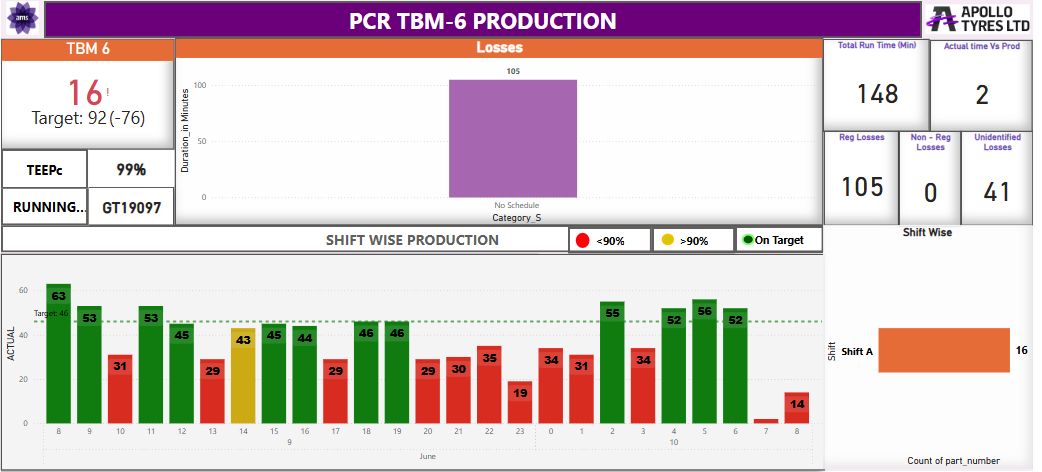 ams
PCR TBM-6 PRODUCTION
APOLLO
TYRES LTD
TBM 6
16!
Target: 92 (-76)
TEEPc 99%
RUNNING... GT19097
Losses
105
Duration_in Minutes
100
50
0
No Schedule
Category_S
Total Run Time (Min)
148
Actual time Vs Prod
2
Reg Losses
105
Non - Reg
Losses
0
Unidentified
Losses
41
SHIFT WISE PRODUCTION
<90%
>90%
On Target
ACTUAL
60
40
20
0
Target: 46
63 53 31 53 45 29 43 45 44 29 46 46 29 30 35 19 34 31 55 34 52 56 52 14
8 9 10 11 12 13 14 15 16 17 18 19 20 21 22 23 0 1 2 3 4 5 6 7 8
9 10
June
Shift Wise
Shift
Shift A
16
Count of part_number